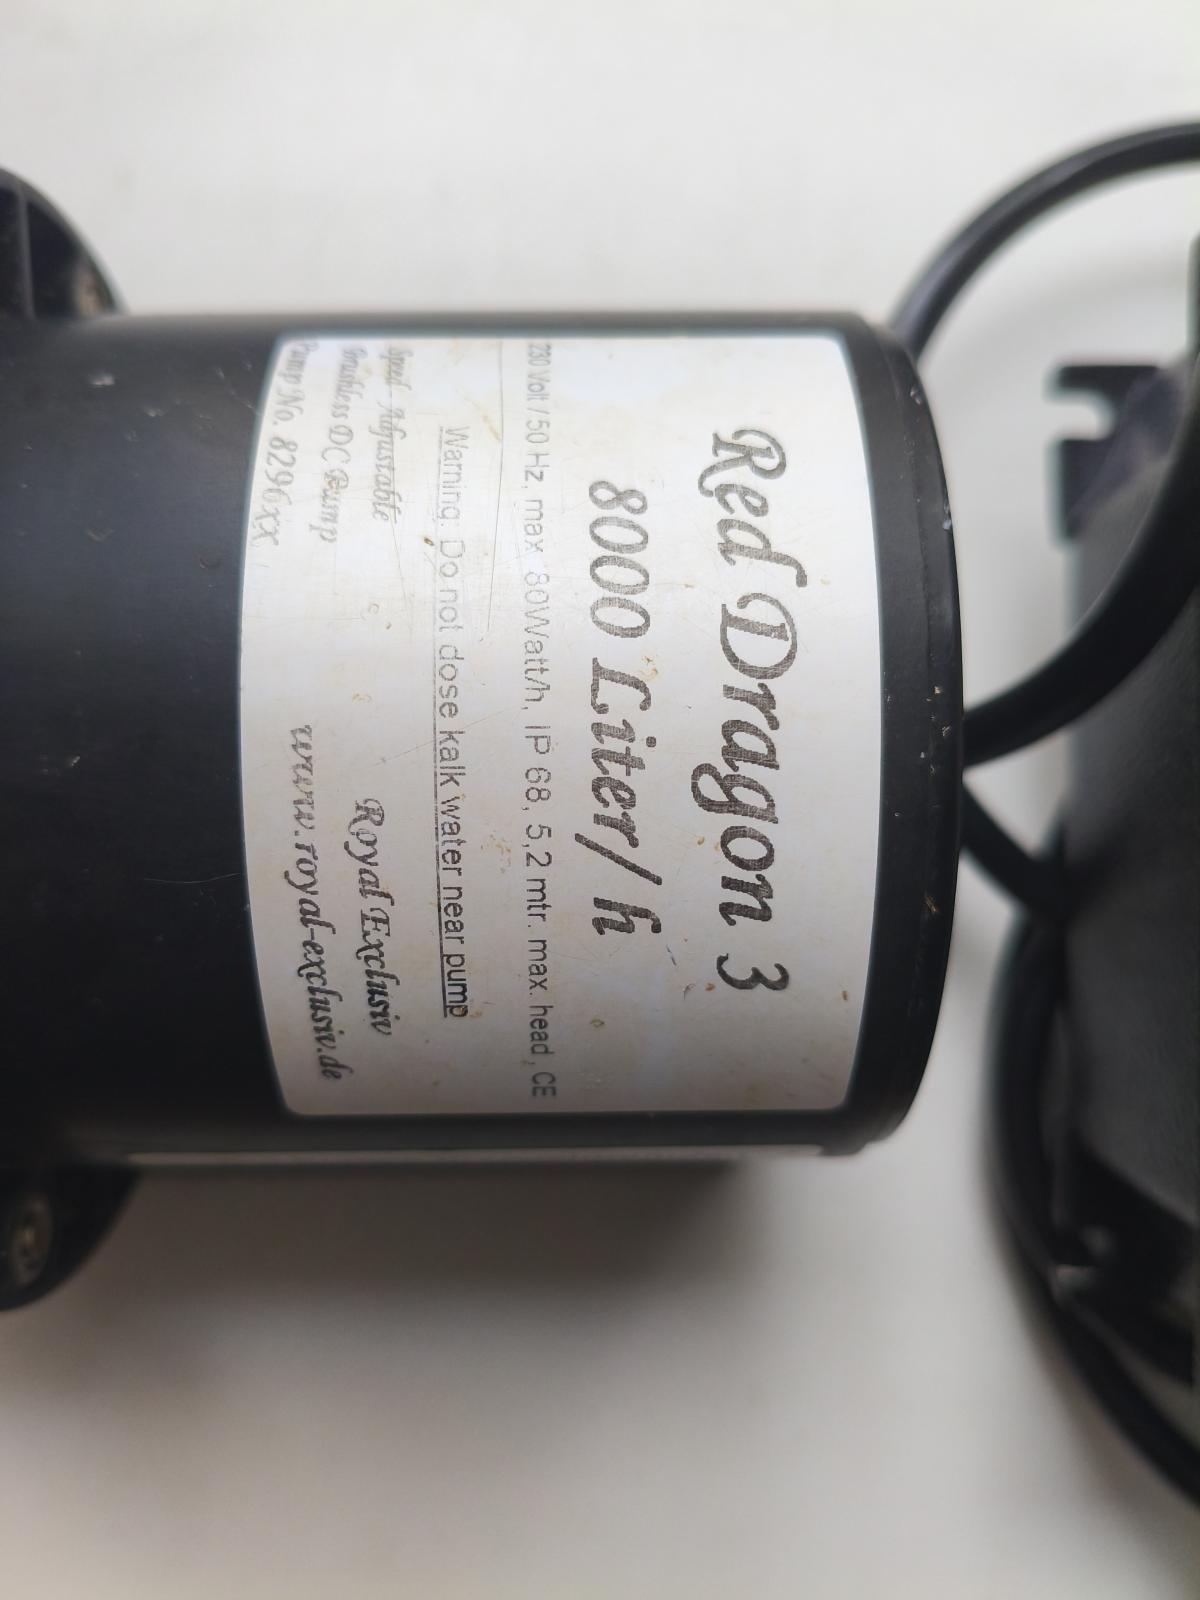 Red Dragon 3
8000 Liter/h
230 Volt / 50 Hz, max. 80Watt/h, IP 68, 5,2 mtr. max. head, CE
Warning: Do not dose kalk water near pump
Speed-Adjustable
Brushless DC Pump
Pump No. 8296xx
Royal Exclusiv
www.royal-exclusiv.de